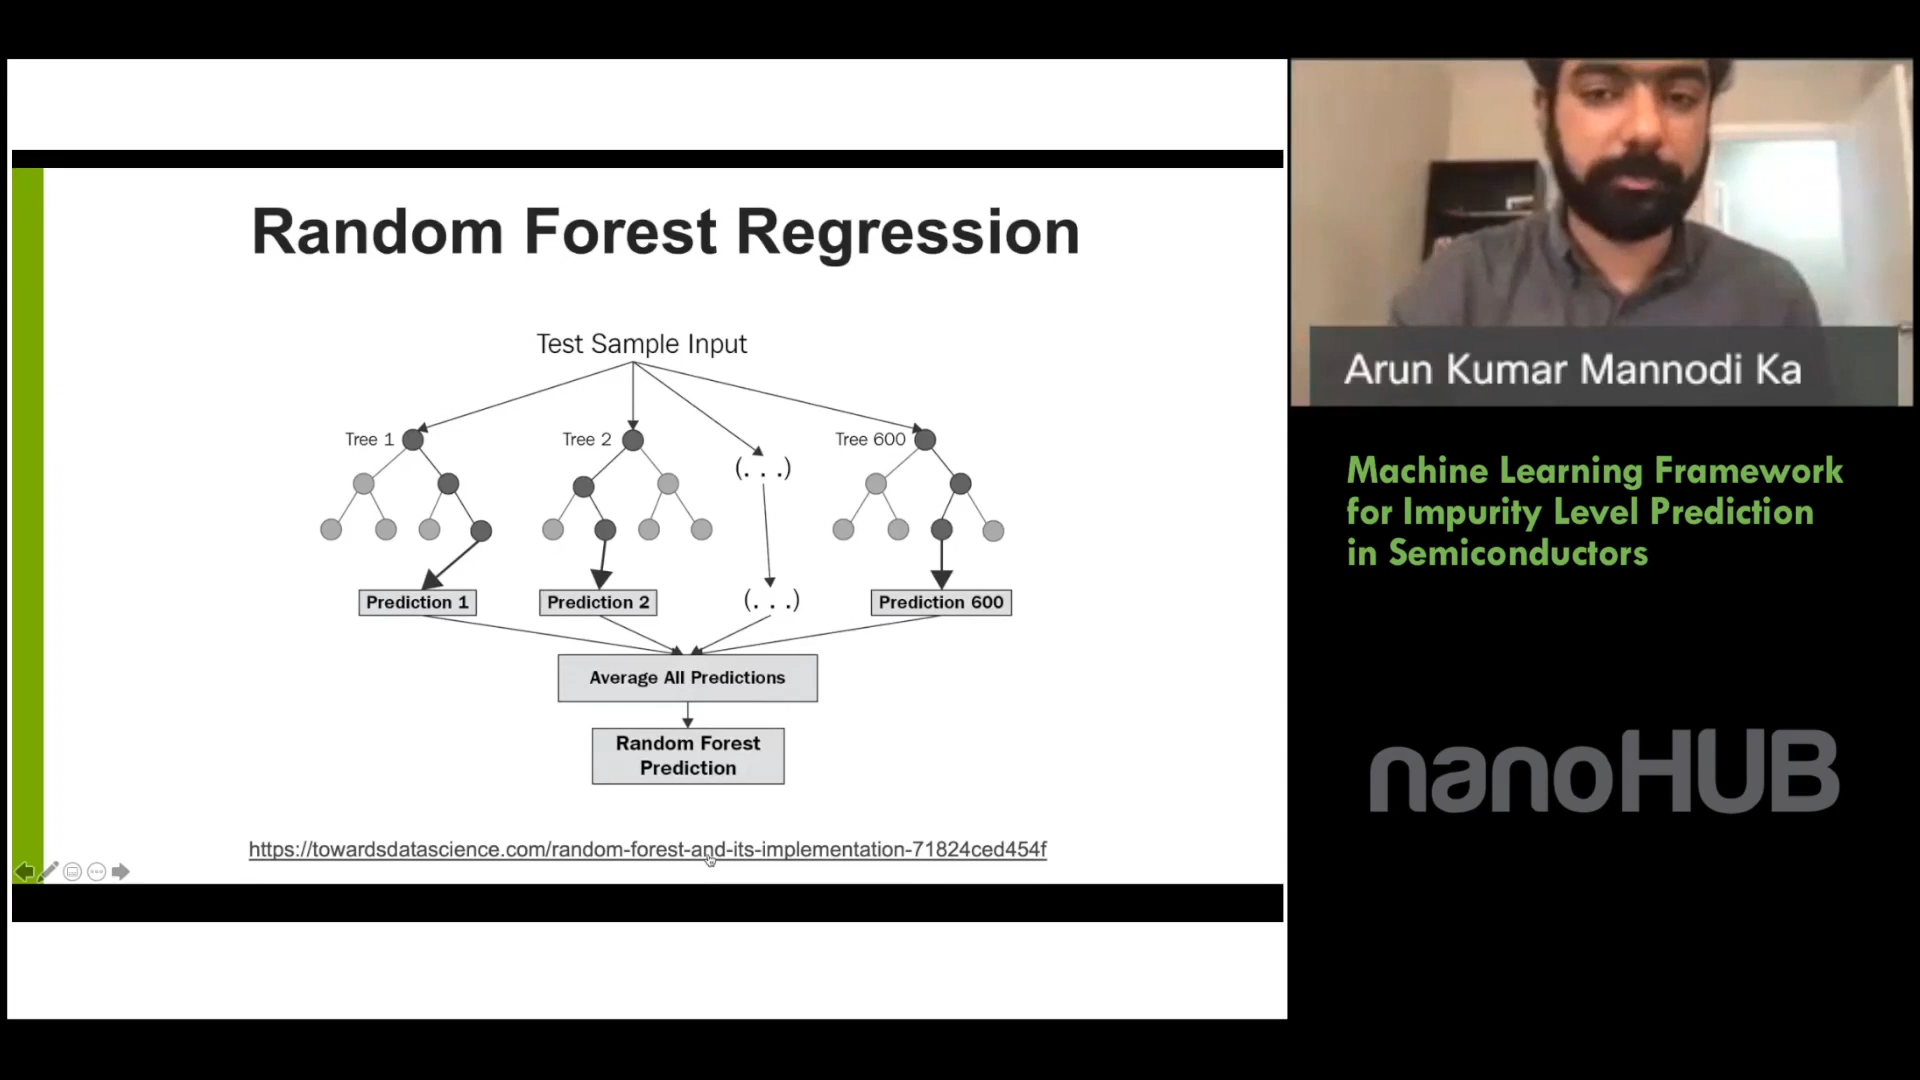 Random Forest Regression
Test Sample Input
Tree 1
Tree 2
(. . .)
Tree 600
Prediction 1
Prediction 2
(. . .)
Prediction 600
Average All Predictions
Random Forest
Prediction
https://towardsdatascience.com/random-forest-and-its-implementation-71824ced454f
Arun Kumar Mannodi Ka
Machine Learning Framework
for Impurity Level Prediction
in Semiconductors
nanoHUB